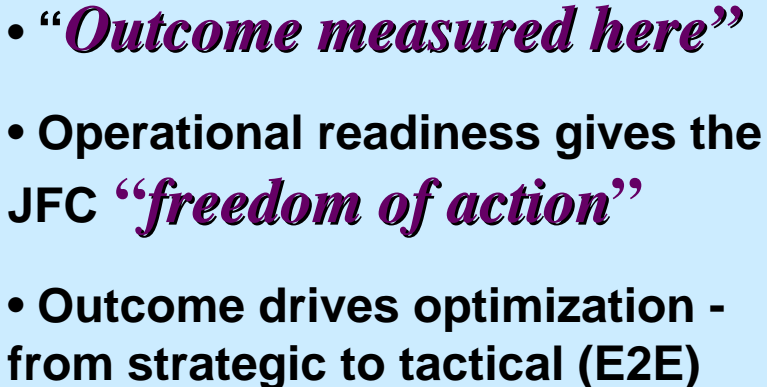 • “Outcome measured here”
• Operational readiness gives the
JFC “freedom of action”
• Outcome drives optimization -
from strategic to tactical (E2E)